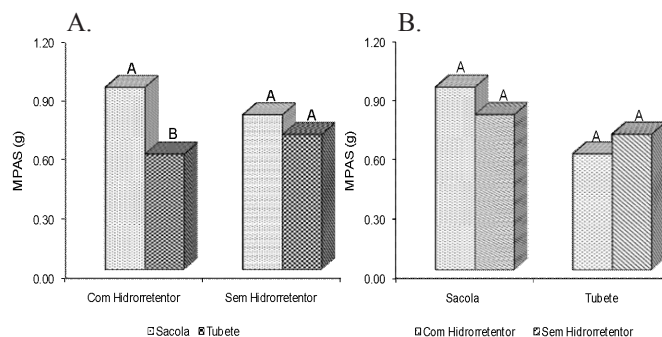 A.
MPAS (g)
1.20
0.90
0.60
0.30
0.00
A
B
A
A
Com Hidrorretentor
Sem Hidrorretentor
Sacola
Tubete
B.
MPAS (g)
1.20
0.90
0.60
0.30
0.00
A
A
A
A
Sacola
Tubete
Com Hidrorretentor
Sem Hidrorretentor